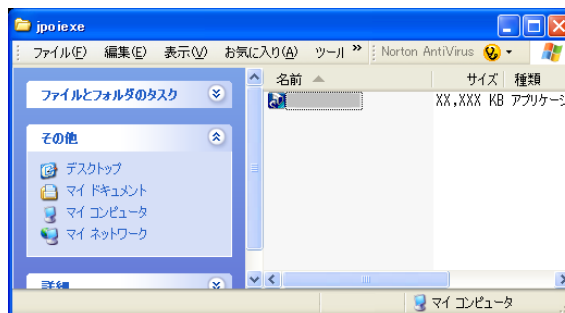 jpoiexe
ファイル(F) 編集(E) 表示(V) お気に入り(A) ツール » Norton AntiVirus
名前 サイズ 種類
ファイルとフォルダのタスク
XX,XXX KB アプリケーシ
その他
デスクトップ
マイ ドキュメント
マイ コンピュータ
マイ ネットワーク
詳細
マイ コンピュータ